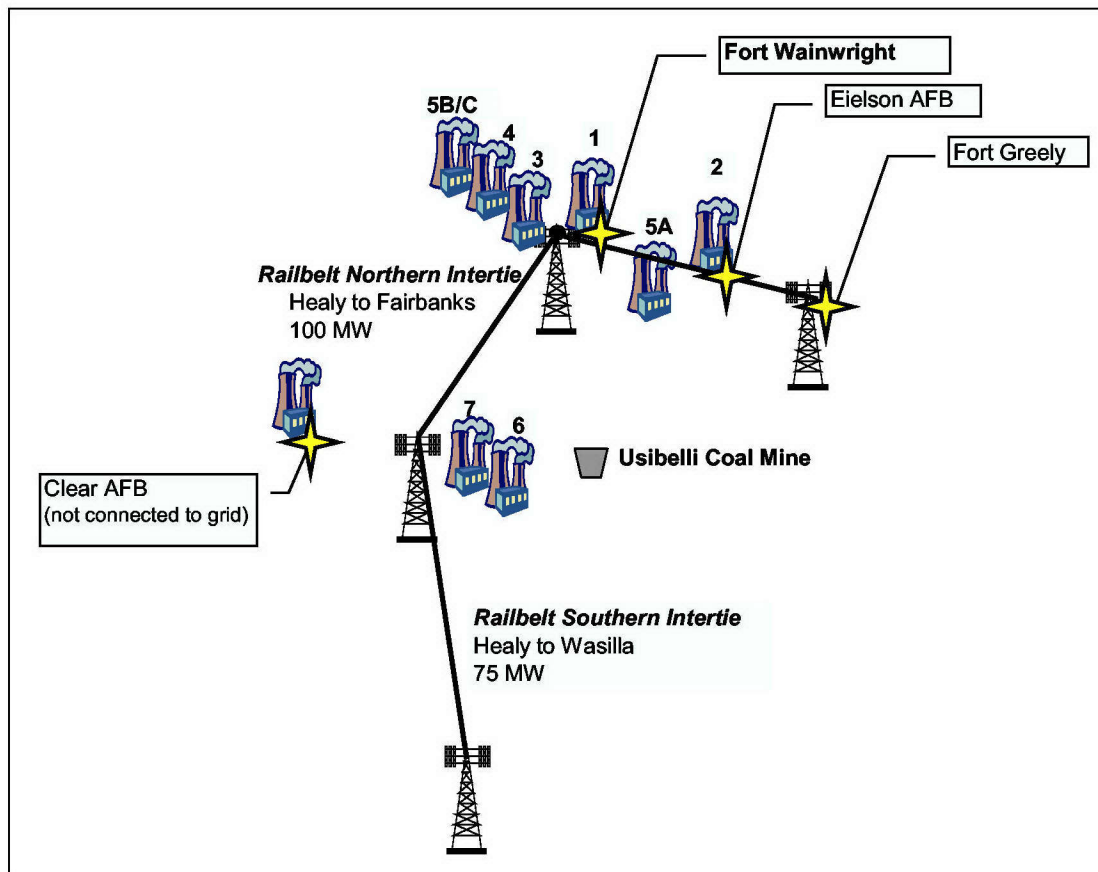 Fort Wainwright
Eielson AFB
Fort Greely
5B/C
4
3
1
2
5A
Railbelt Northern Intertie
Healy to Fairbanks
100 MW
7
6
Usibelli Coal Mine
Clear AFB
(not connected to grid)
Railbelt Southern Intertie
Healy to Wasilla
75 MW